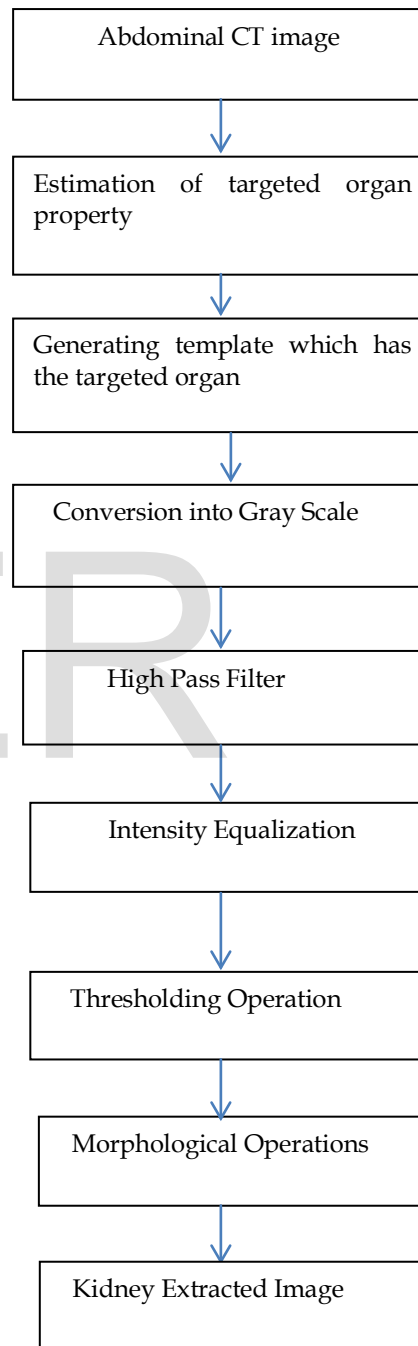 Abdominal CT image
Estimation of targeted organ
property
Generating template which has
the targeted organ
Conversion into Gray Scale
High Pass Filter
Intensity Equalization
Thresholding Operation
Morphological Operations
Kidney Extracted Image
ER